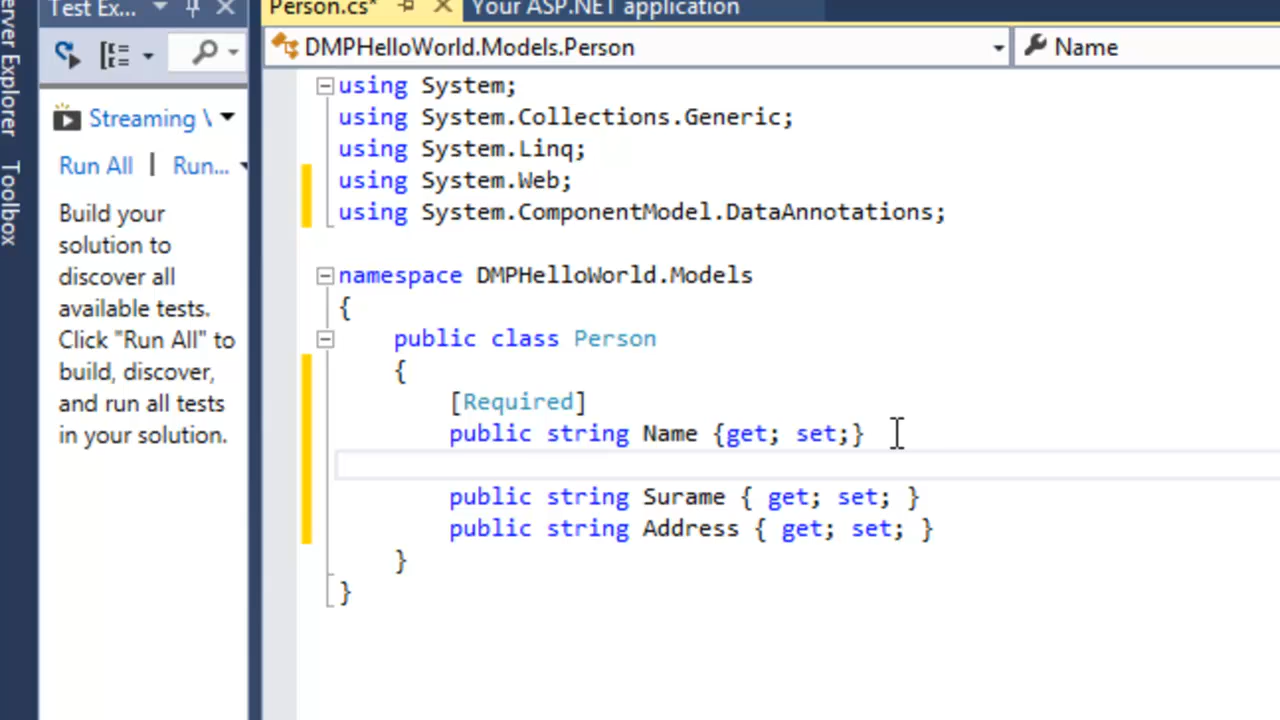 Test Ex...
Person.cs*
Your ASP.NET application
DMPHelloWorld.Models.Person
Name
erver Explorer
Toolbox
Streaming \
Run All | Run...
Build your
solution to
discover all
available tests.
Click "Run All" to
build, discover,
and run all tests
in your solution.
using System;
using System.Collections.Generic;
using System.Linq;
using System.Web;
using System.ComponentModel.DataAnnotations;
namespace DMPHelloWorld.Models
{
public class Person
{
[Required]
public string Name {get; set;}
public string Surame { get; set; }
public string Address { get; set; }
}
}